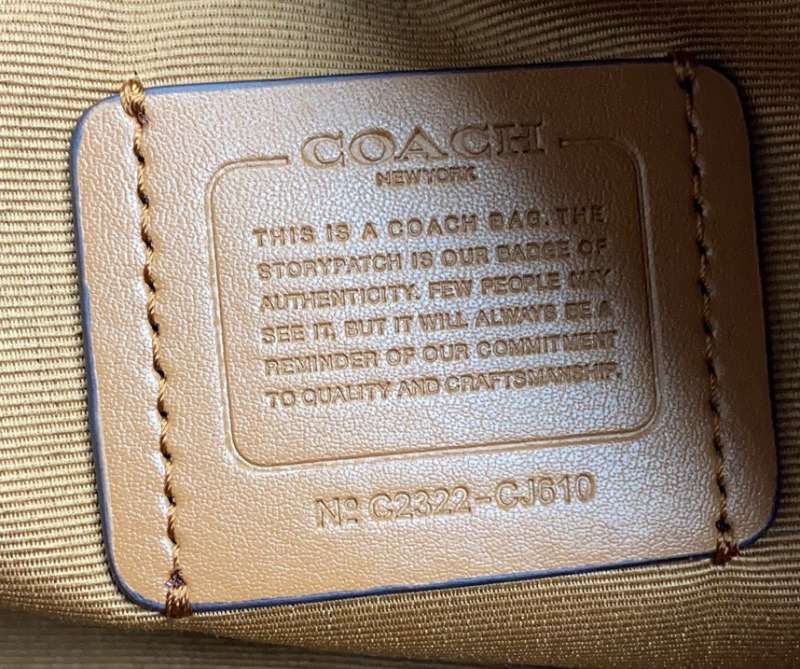 COACH
NEW YORK
THIS IS A COACH BAG. THE
STORYPATCH IS OUR BADGE OF
AUTHENTICITY. FEW PEOPLE MAY
SEE IT, BUT IT WILL ALWAYS BE A
REMINDER OF OUR COMMITMENT
TO QUALITY AND CRAFTSMANSHIP.
Nº C2322-CJ610